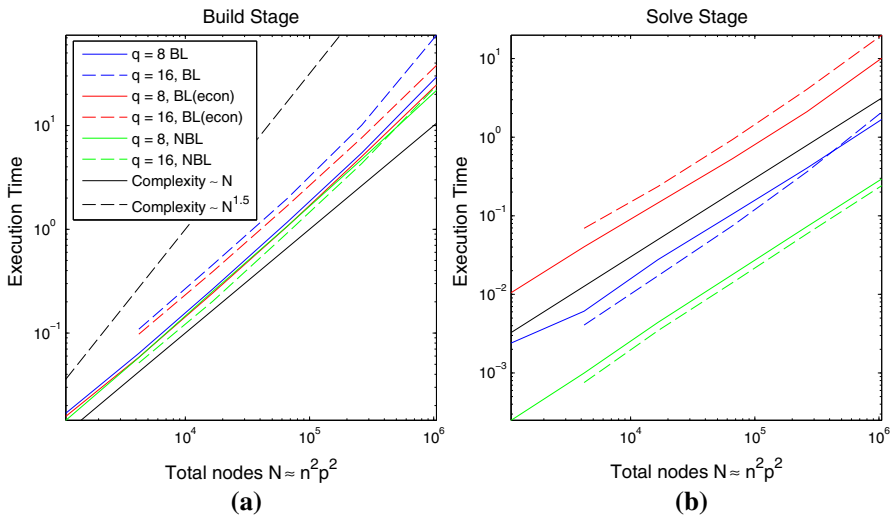 Build Stage
10^1
10^0
10^-1
Execution Time
q = 8 BL
q = 16, BL
q = 8, BL(econ)
q = 16, BL(econ)
q = 8, NBL
q = 16, NBL
Complexity ~ N
Complexity ~ N^1.5
10^4
10^5
10^6
Total nodes N ≈ n^2p^2
(a)
Solve Stage
10^1
10^0
10^-1
10^-2
10^-3
Execution Time
10^4
10^5
10^6
Total nodes N ≈ n^2p^2
(b)